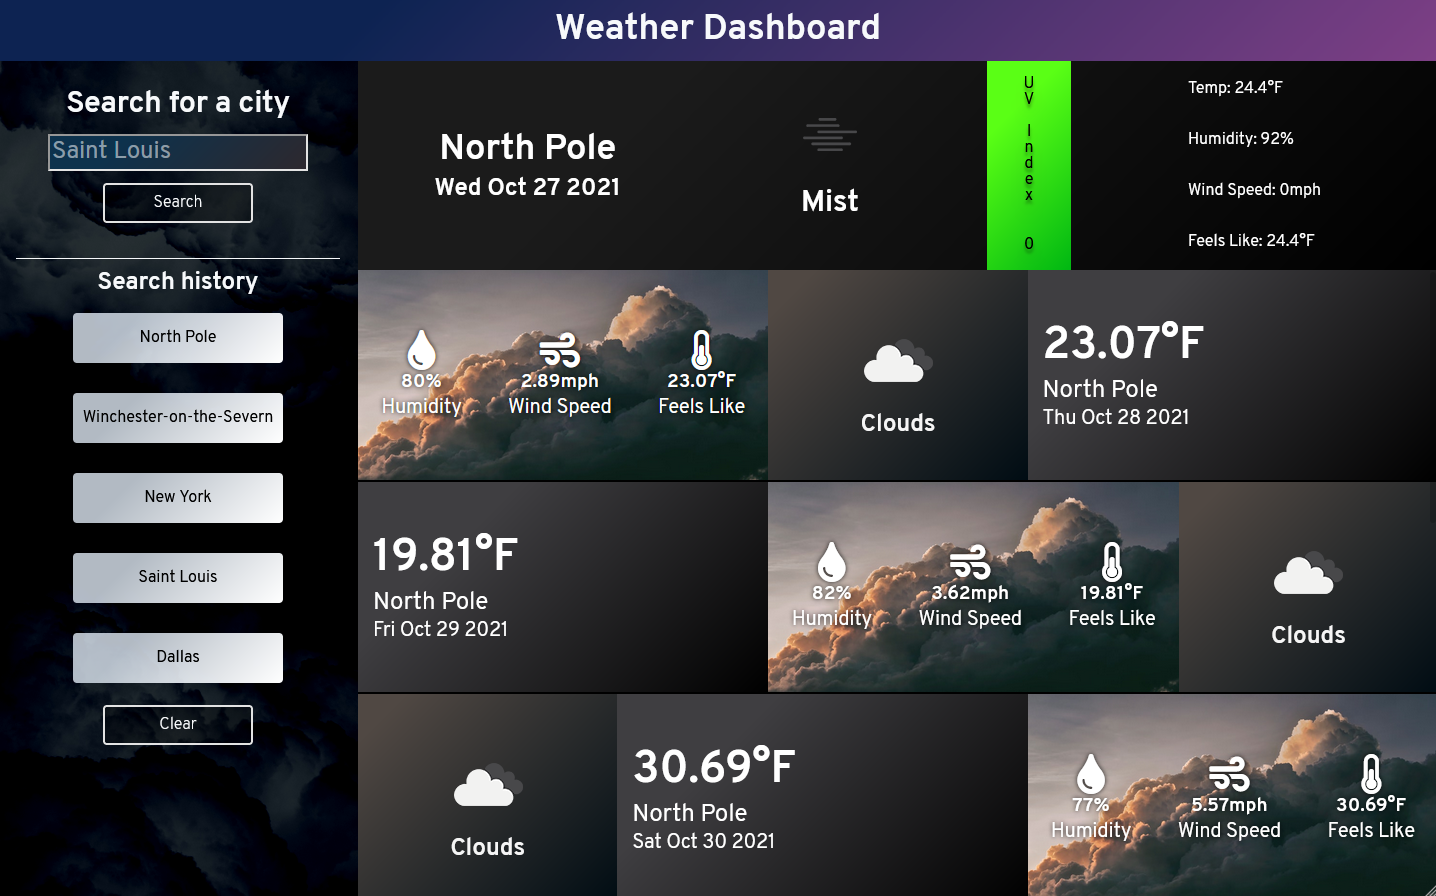 Weather Dashboard
Search for a city
Saint Louis
Search
Search history
North Pole
Winchester-on-the-Severn
New York
Saint Louis
Dallas
Clear
North Pole
Wed Oct 27 2021
Mist
UV Index 0
Temp: 24.4°F
Humidity: 92%
Wind Speed: 0mph
Feels Like: 24.4°F
80% 2.89mph 23.07°F
Humidity Wind Speed Feels Like
Clouds
23.07°F
North Pole
Thu Oct 28 2021
19.81°F
North Pole
Fri Oct 29 2021
82% 3.62mph 19.81°F
Humidity Wind Speed Feels Like
Clouds
Clouds
30.69°F
North Pole
Sat Oct 30 2021
77% 5.57mph 30.69°F
Humidity Wind Speed Feels Like